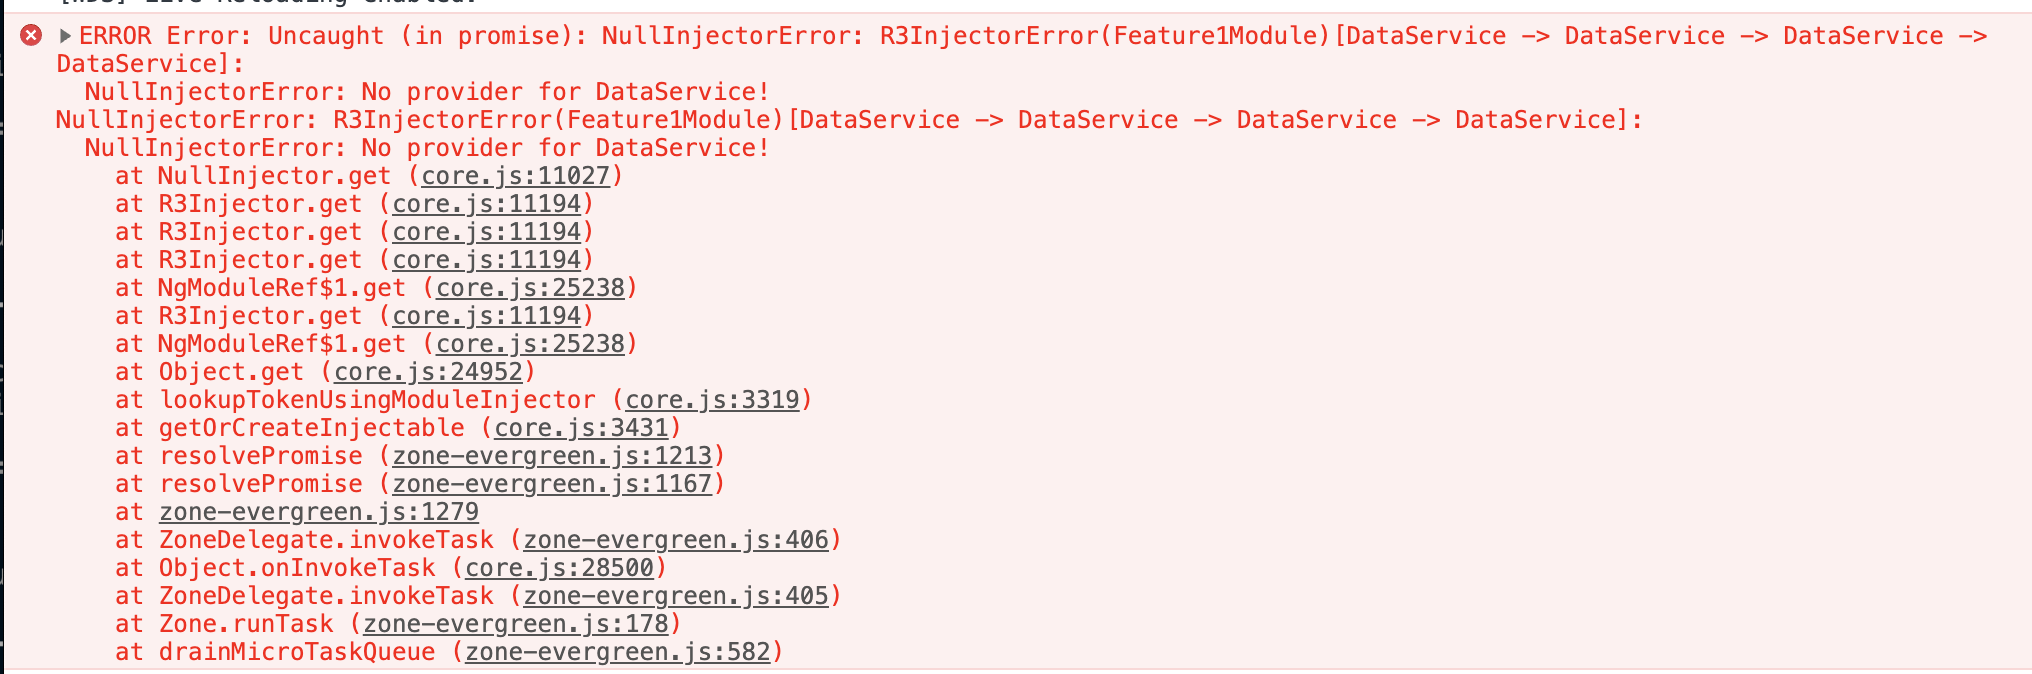 ERROR Error: Uncaught (in promise): NullInjectorError: R3InjectorError(Feature1Module)[DataService -> DataService -> DataService ->
DataService]:
NullInjectorError: No provider for DataService!
NullInjectorError: R3InjectorError(Feature1Module)[DataService -> DataService -> DataService -> DataService]:
NullInjectorError: No provider for DataService!
at NullInjector.get (core.js:11027)
at R3Injector.get (core.js:11194)
at R3Injector.get (core.js:11194)
at R3Injector.get (core.js:11194)
at NgModuleRef$1.get (core.js:25238)
at R3Injector.get (core.js:11194)
at NgModuleRef$1.get (core.js:25238)
at Object.get (core.js:24952)
at lookupTokenUsingModuleInjector (core.js:3319)
at getOrCreateInjectable (core.js:3431)
at resolvePromise (zone-evergreen.js:1213)
at resolvePromise (zone-evergreen.js:1167)
at zone-evergreen.js:1279
at ZoneDelegate.invokeTask (zone-evergreen.js:406)
at Object.onInvokeTask (core.js:28500)
at ZoneDelegate.invokeTask (zone-evergreen.js:405)
at Zone.runTask (zone-evergreen.js:178)
at drainMicroTaskQueue (zone-evergreen.js:582)